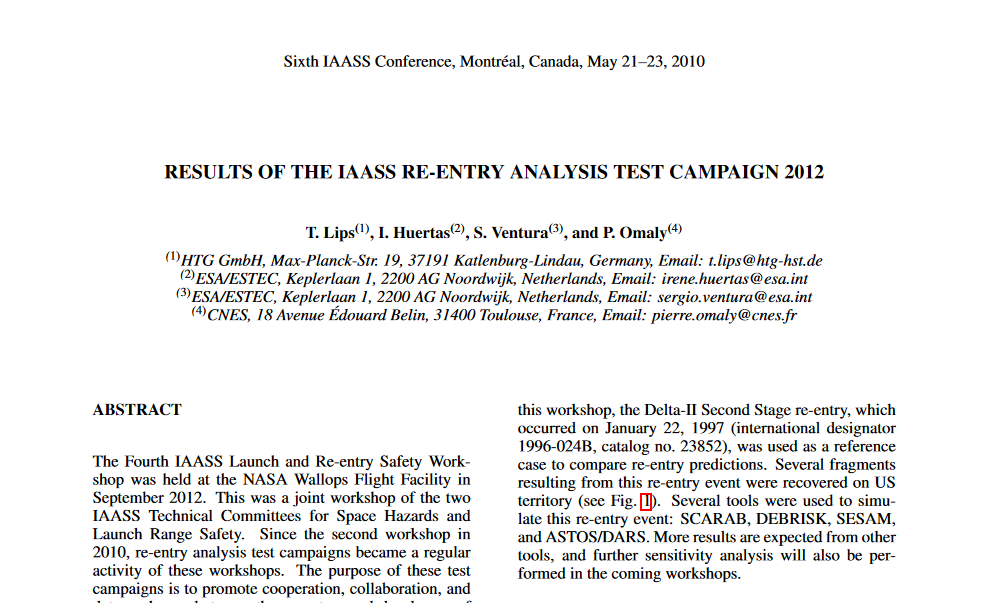 Sixth IAASS Conference, Montréal, Canada, May 21–23, 2010
RESULTS OF THE IAASS RE-ENTRY ANALYSIS TEST CAMPAIGN 2012
T. Lips(1), I. Huertas(2), S. Ventura(3), and P. Omaly(4)
(1)HTG GmbH, Max-Planck-Str. 19, 37191 Katlenburg-Lindau, Germany, Email: t.lips@htg-hst.de
(2)ESA/ESTEC, Keplerlaan 1, 2200 AG Noordwijk, Netherlands, Email: irene.huertas@esa.int
(3)ESA/ESTEC, Keplerlaan 1, 2200 AG Noordwijk, Netherlands, Email: sergio.ventura@esa.int
(4)CNES, 18 Avenue Édouard Belin, 31400 Toulouse, France, Email: pierre.omaly@cnes.fr
ABSTRACT
The Fourth IAASS Launch and Re-entry Safety Work-
shop was held at the NASA Wallops Flight Facility in
September 2012. This was a joint workshop of the two
IAASS Technical Committees for Space Hazards and
Launch Range Safety. Since the second workshop in
2010, re-entry analysis test campaigns became a regular
activity of these workshops. The purpose of these test
campaigns is to promote cooperation, collaboration, and
this workshop, the Delta-II Second Stage re-entry, which
occurred on January 22, 1997 (international designator
1996-024B, catalog no. 23852), was used as a reference
case to compare re-entry predictions. Several fragments
resulting from this re-entry event were recovered on US
territory (see Fig. 1). Several tools were used to simu-
late this re-entry event: SCARAB, DEBRISK, SESAM,
and ASTOS/DARS. More results are expected from other
tools, and further sensitivity analysis will also be per-
formed in the coming workshops.